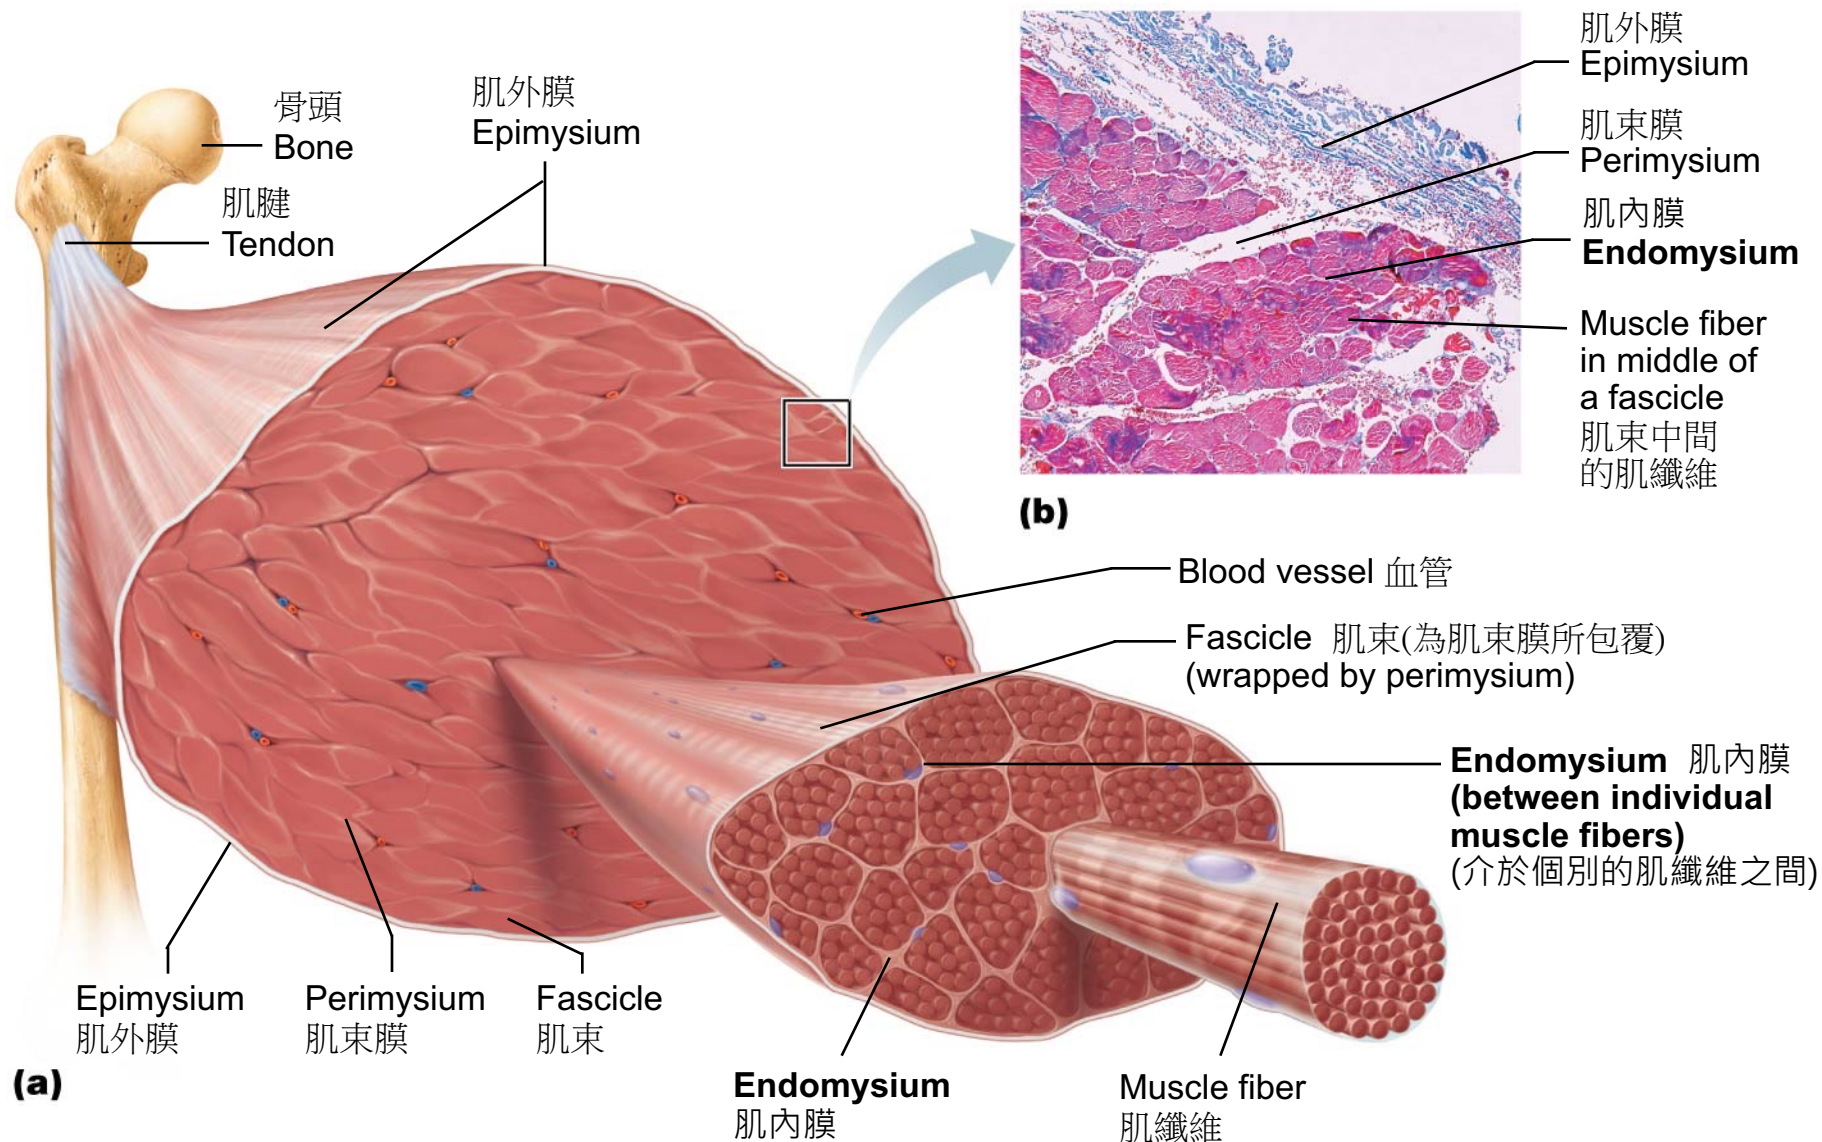 骨頭
Bone
肌腱
Tendon
肌外膜
Epimysium
肌外膜
Epimysium
肌束膜
Perimysium
肌內膜
Endomysium
Muscle fiber
in middle of
a fascicle
肌束中間
的肌纖維
(b)
Blood vessel 血管
Fascicle 肌束(為肌束膜所包覆)
(wrapped by perimysium)
Endomysium 肌內膜
(between individual
muscle fibers)
(介於個別的肌纖維之間)
Epimysium
肌外膜
Perimysium
肌束膜
Fascicle
肌束
(a)
Endomysium
肌內膜
Muscle fiber
肌纖維